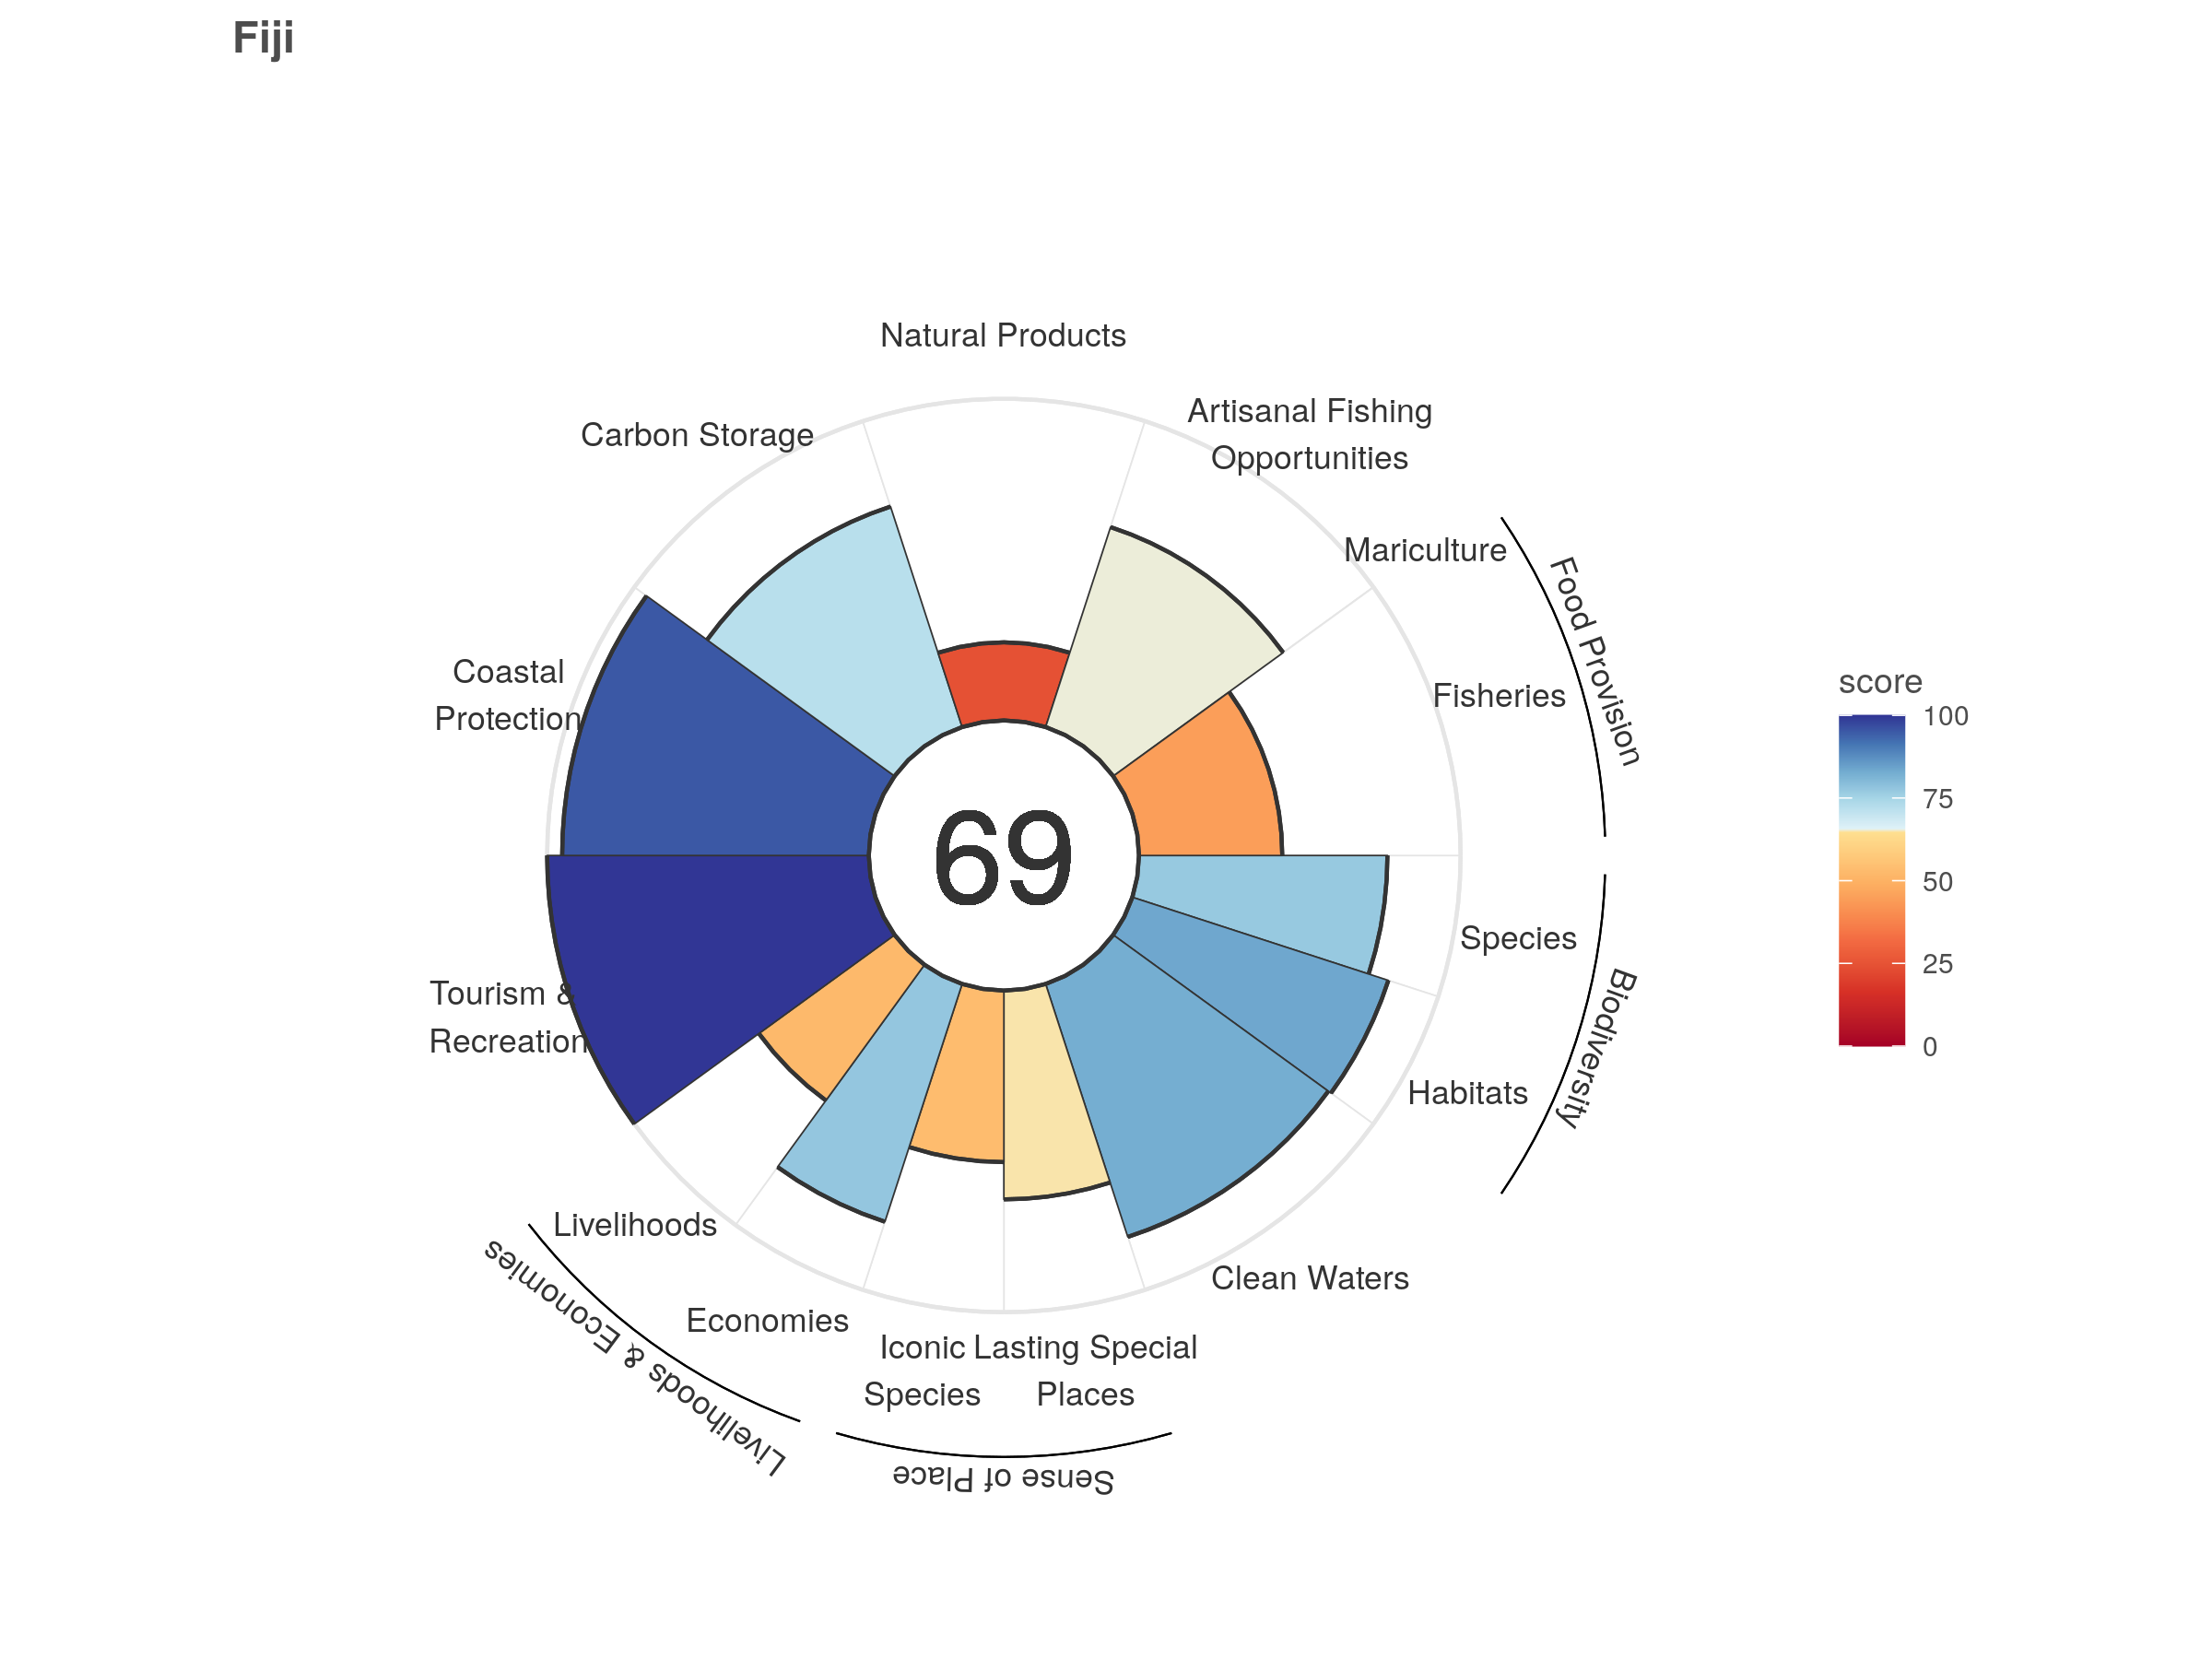 Fiji
Natural Products
Artisanal Fishing
Opportunities
Carbon Storage
Mariculture
Food Provision
Fisheries
Coastal
Protection
score
100
75
50
25
0
69
Species
Biodiversity
Habitats
Tourism &
Recreation
Livelihoods
Economies
Livelihoods & Economies
Clean Waters
Iconic
Species
Lasting Special
Places
Sense of Place